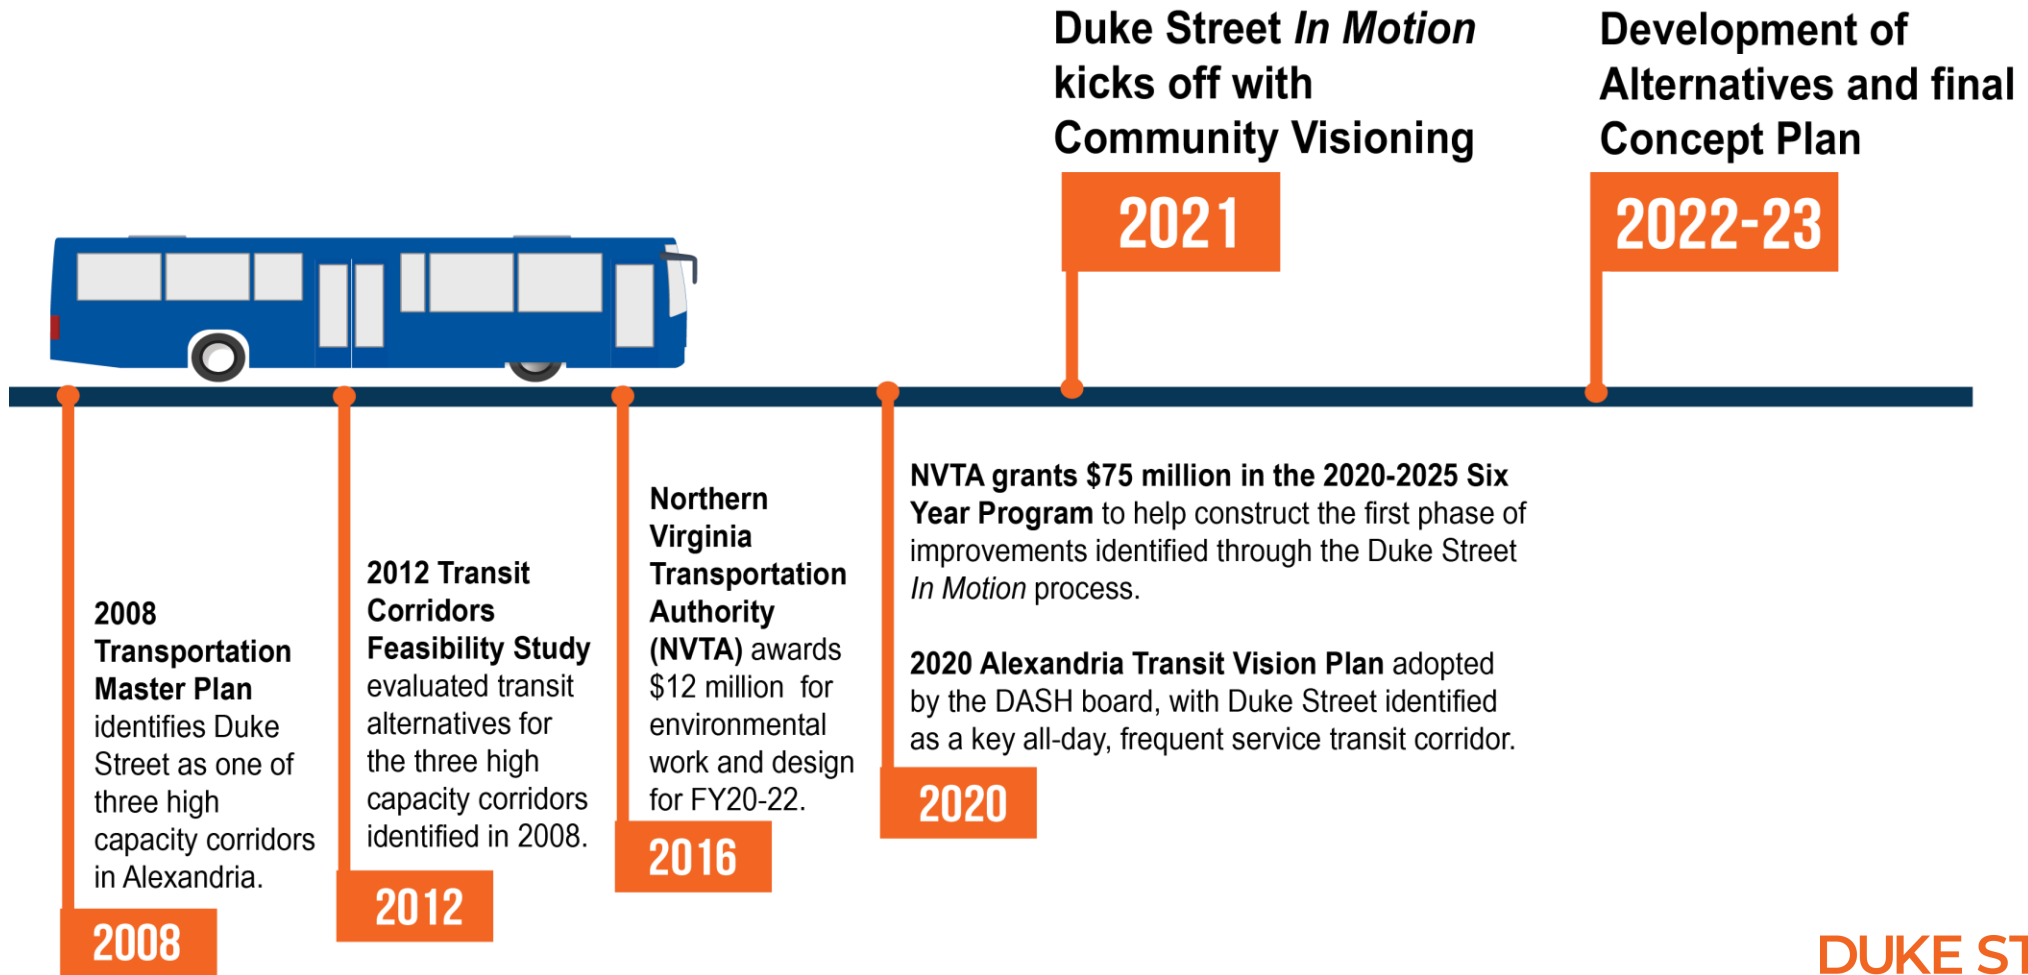 Duke Street In Motion
kicks off with
Community Visioning
2021
Development of
Alternatives and final
Concept Plan
2022-23
2008
Transportation
Master Plan
identifies Duke
Street as one of
three high
capacity corridors
in Alexandria.
2008
2012 Transit
Corridors
Feasibility Study
evaluated transit
alternatives for
the three high
capacity corridors
identified in 2008.
2012
Northern
Virginia
Transportation
Authority
(NVTA) awards
$12 million for
environmental
work and design
for FY20-22.
2016
NVTA grants $75 million in the 2020-2025 Six
Year Program to help construct the first phase of
improvements identified through the Duke Street
In Motion process.
2020 Alexandria Transit Vision Plan adopted
by the DASH board, with Duke Street identified
as a key all-day, frequent service transit corridor.
2020
DUKE ST